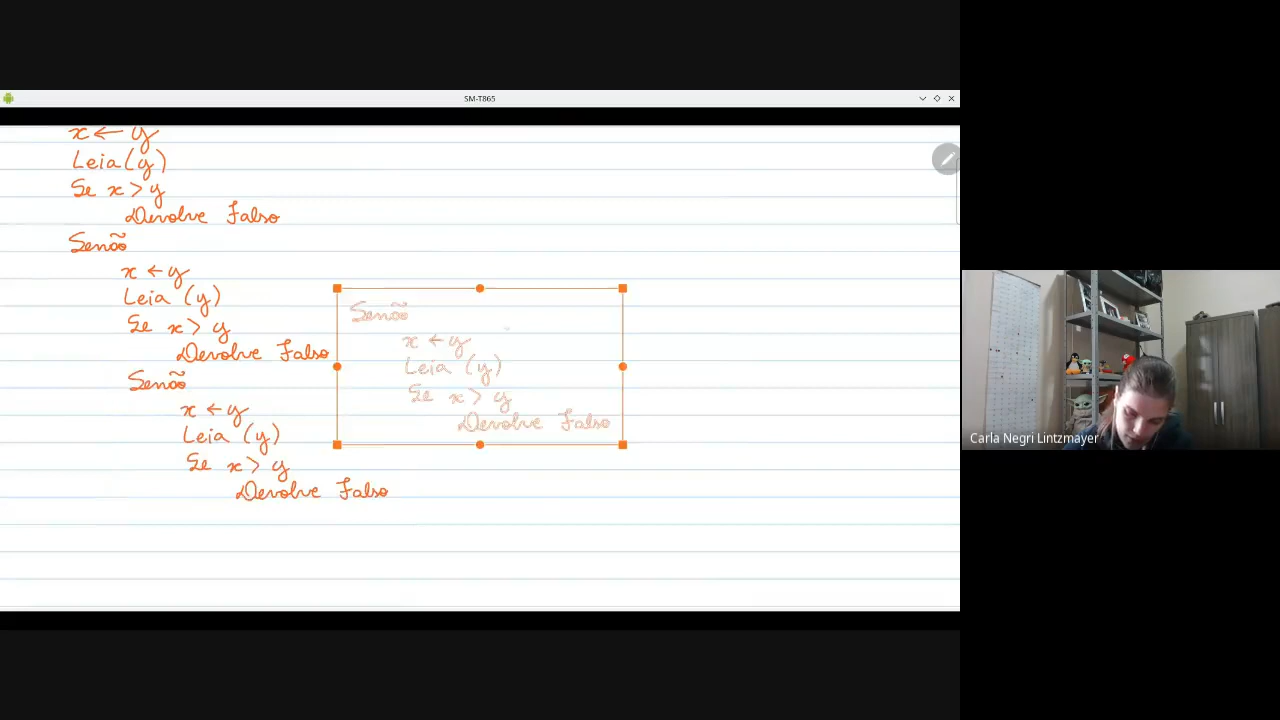 SM-T865
x ← y
Leia(y)
Se x > y
Devolve Falso
Senão
x ← y
Leia (y)
Se x > y
Devolve Falso
Senão
x ← y
Leia (y)
Se x > y
Devolve Falso
Senão
x ← y
Leia (y)
Se x > y
Devolve Falso
Carla Negri Lintzmayer